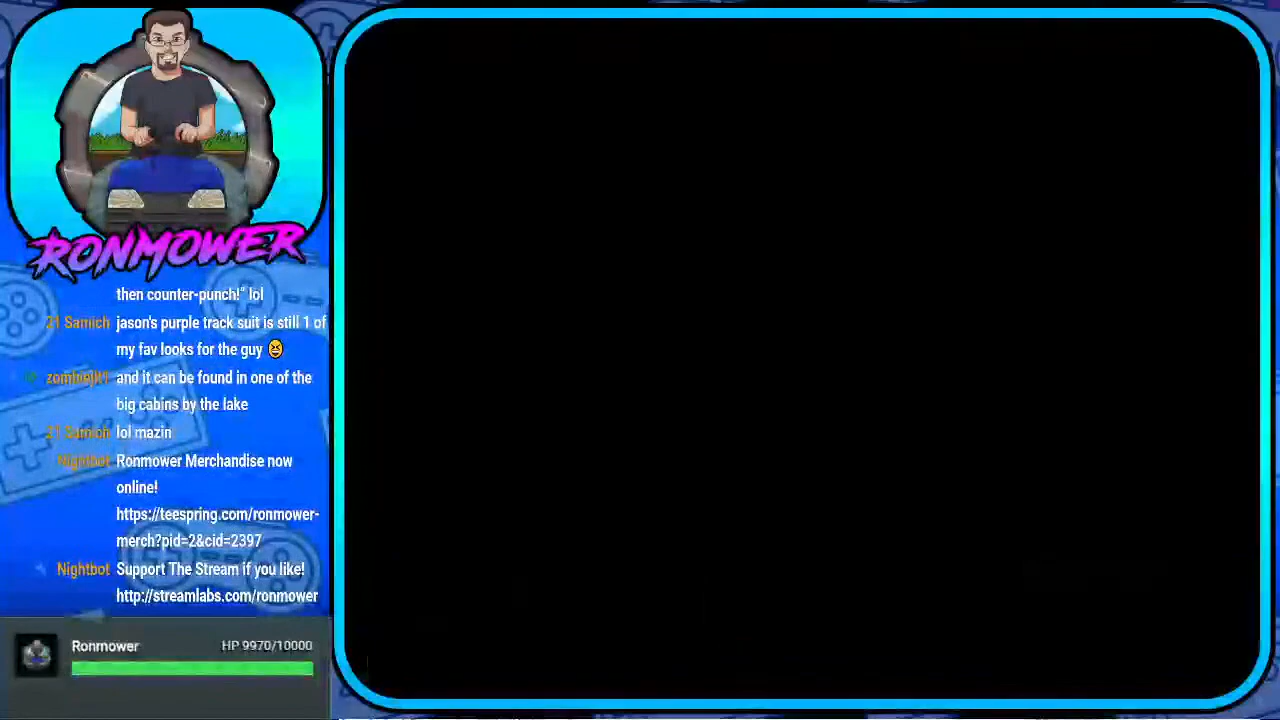 RONMOWER
then counter-punch!" lol
21 Samich jason's purple track suit is still 1 of
my fav looks for the guy 😆
and it can be found in one of the
big cabins by the lake
21 Samich lol mazin
Nightbot Ronmower Merchandise now
online!
https://teespring.com/ronmower-
merch?pid=2&cid=2397
Nightbot Support The Stream if you like!
http://streamlabs.com/ronmower
Ronmower HP 9970/10000